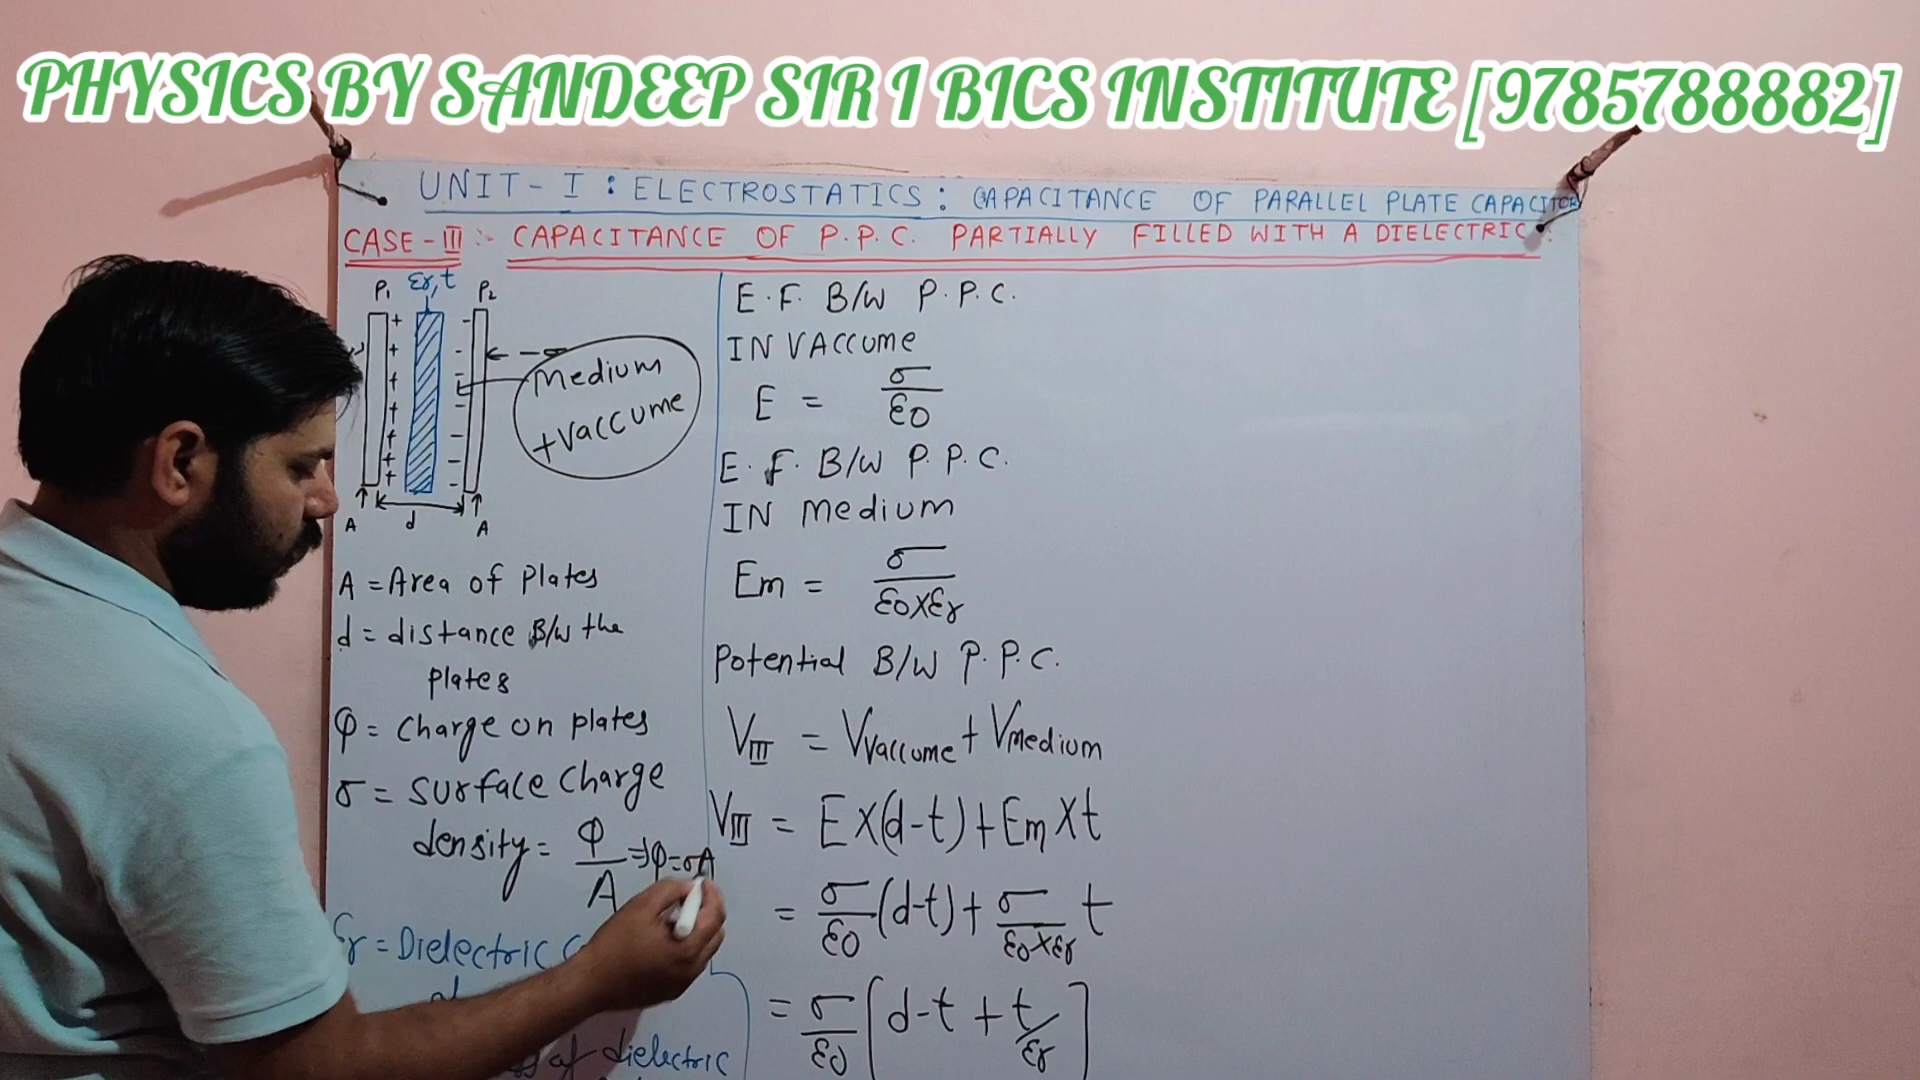 PHYSICS BY SANDEEP SIR I BICS INSTITUTE [9785788882]
UNIT - I : ELECTROSTATICS : CAPACITANCE OF PARALLEL PLATE CAPACITOR
CASE - III :- CAPACITANCE OF P.P.C. PARTIALLY FILLED WITH A DIELECTRIC :
P₁ εr, t P₂
+ + + + + + +
- - - - - - -
Medium
+ vaccume
A d A
A = Area of Plates
d = distance B/W the
plates
φ = charge on plates
σ = surface charge
density = φ/A ⇒ φ = σA
εr = Dielectric
of dielectric
E.F. B/W P.P.C.
IN VACCUME
E = σ/ε0
E.F. B/W P.P.C.
IN medium
Em = σ/ε0×εr
Potential B/W P.P.C.
VIII = Vvaccume + Vmedium
VIII = E×(d-t) + Em×t
= σ/ε0 (d-t) + σ/ε0×εr t
= σ/ε0 [d-t + t/εr]